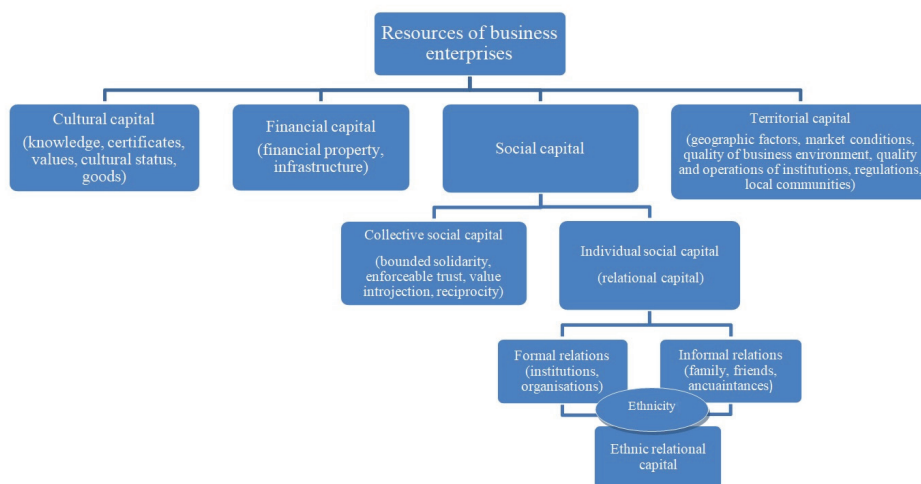 Resources of business
enterprises
Cultural capital
(knowledge, certificates,
values, cultural status,
goods)
Financial capital
(financial property,
infrastructure)
Social capital
Territorial capital
(geographic factors, market conditions,
quality of business environment, quality
and operations of institutions, regulations,
local communities)
Collective social capital
(bounded solidarity,
enforceable trust, value
introjection, reciprocity)
Individual social capital
(relational capital)
Formal relations
(institutions,
organisations)
Informal relations
(family, friends,
ancuaintances)
Ethnicity
Ethnic relational
capital